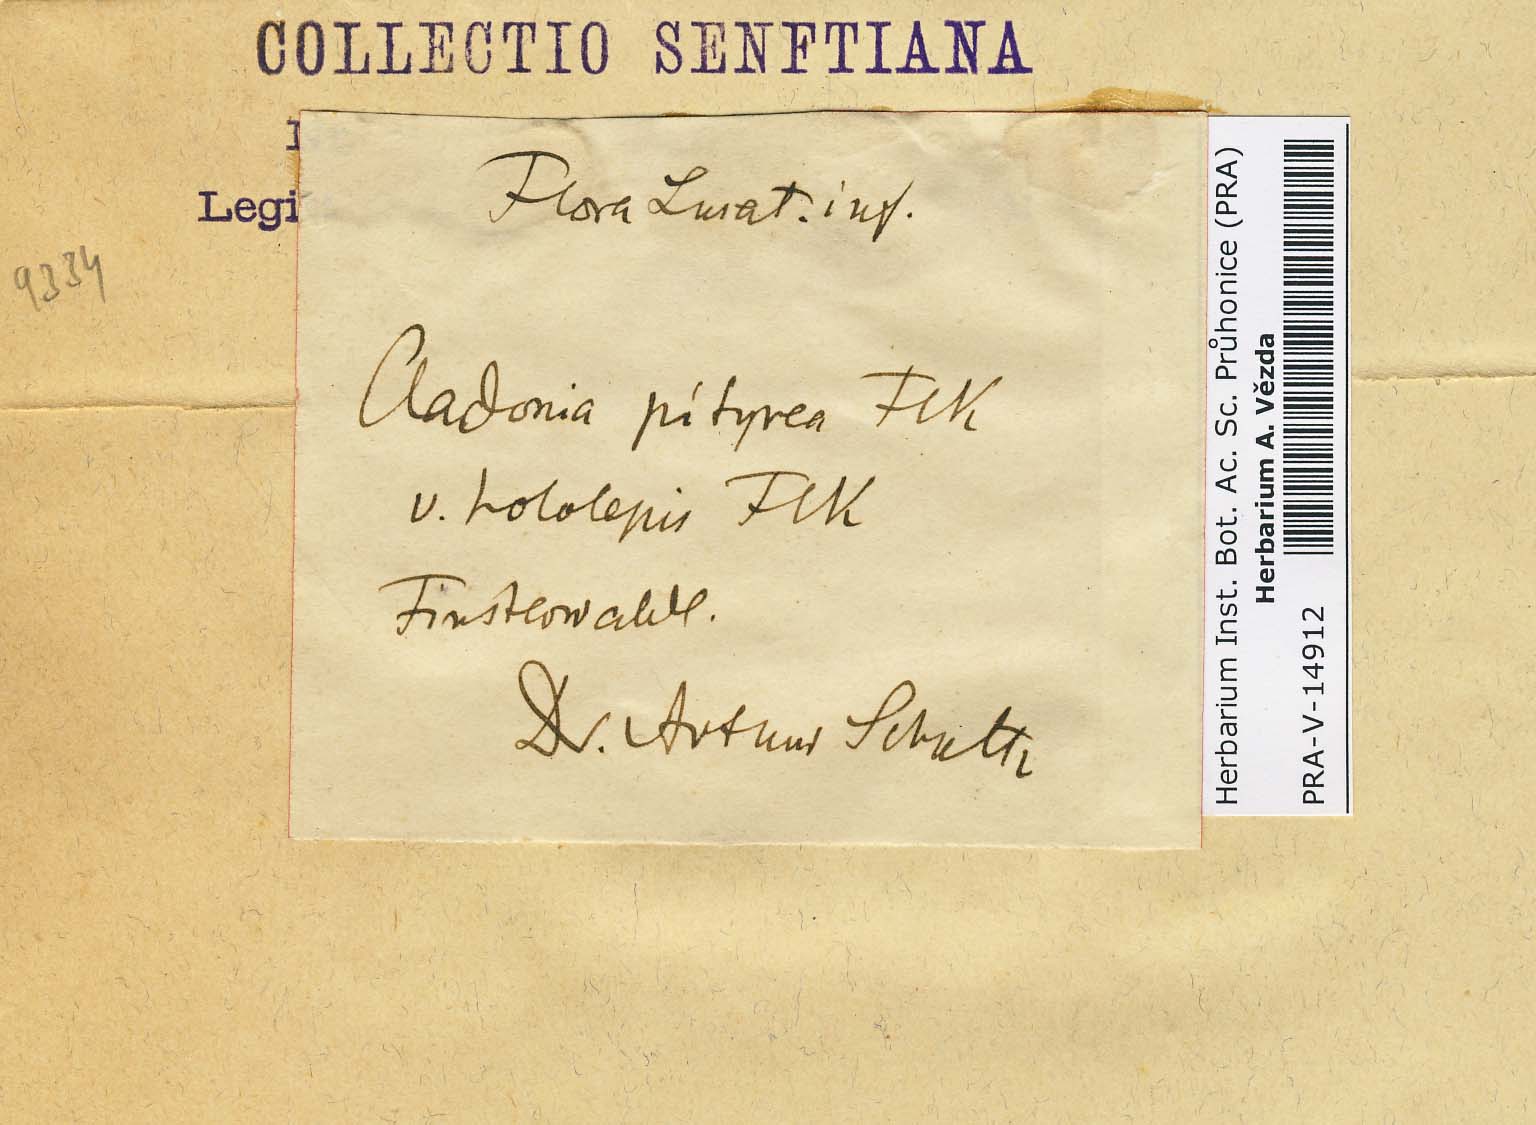 COLLECTIO SENFTIANA
Legi
9334
Flora Lusat. inf.
Cladonia pityrea Flk
v. hololepis Flk
Finsterwalde.
Dr. Arthur Schultz
Herbarium Inst. Bot. Ac. Sc. Průhonice (PRA)
Herbarium A. Vězda
PRA-V-14912